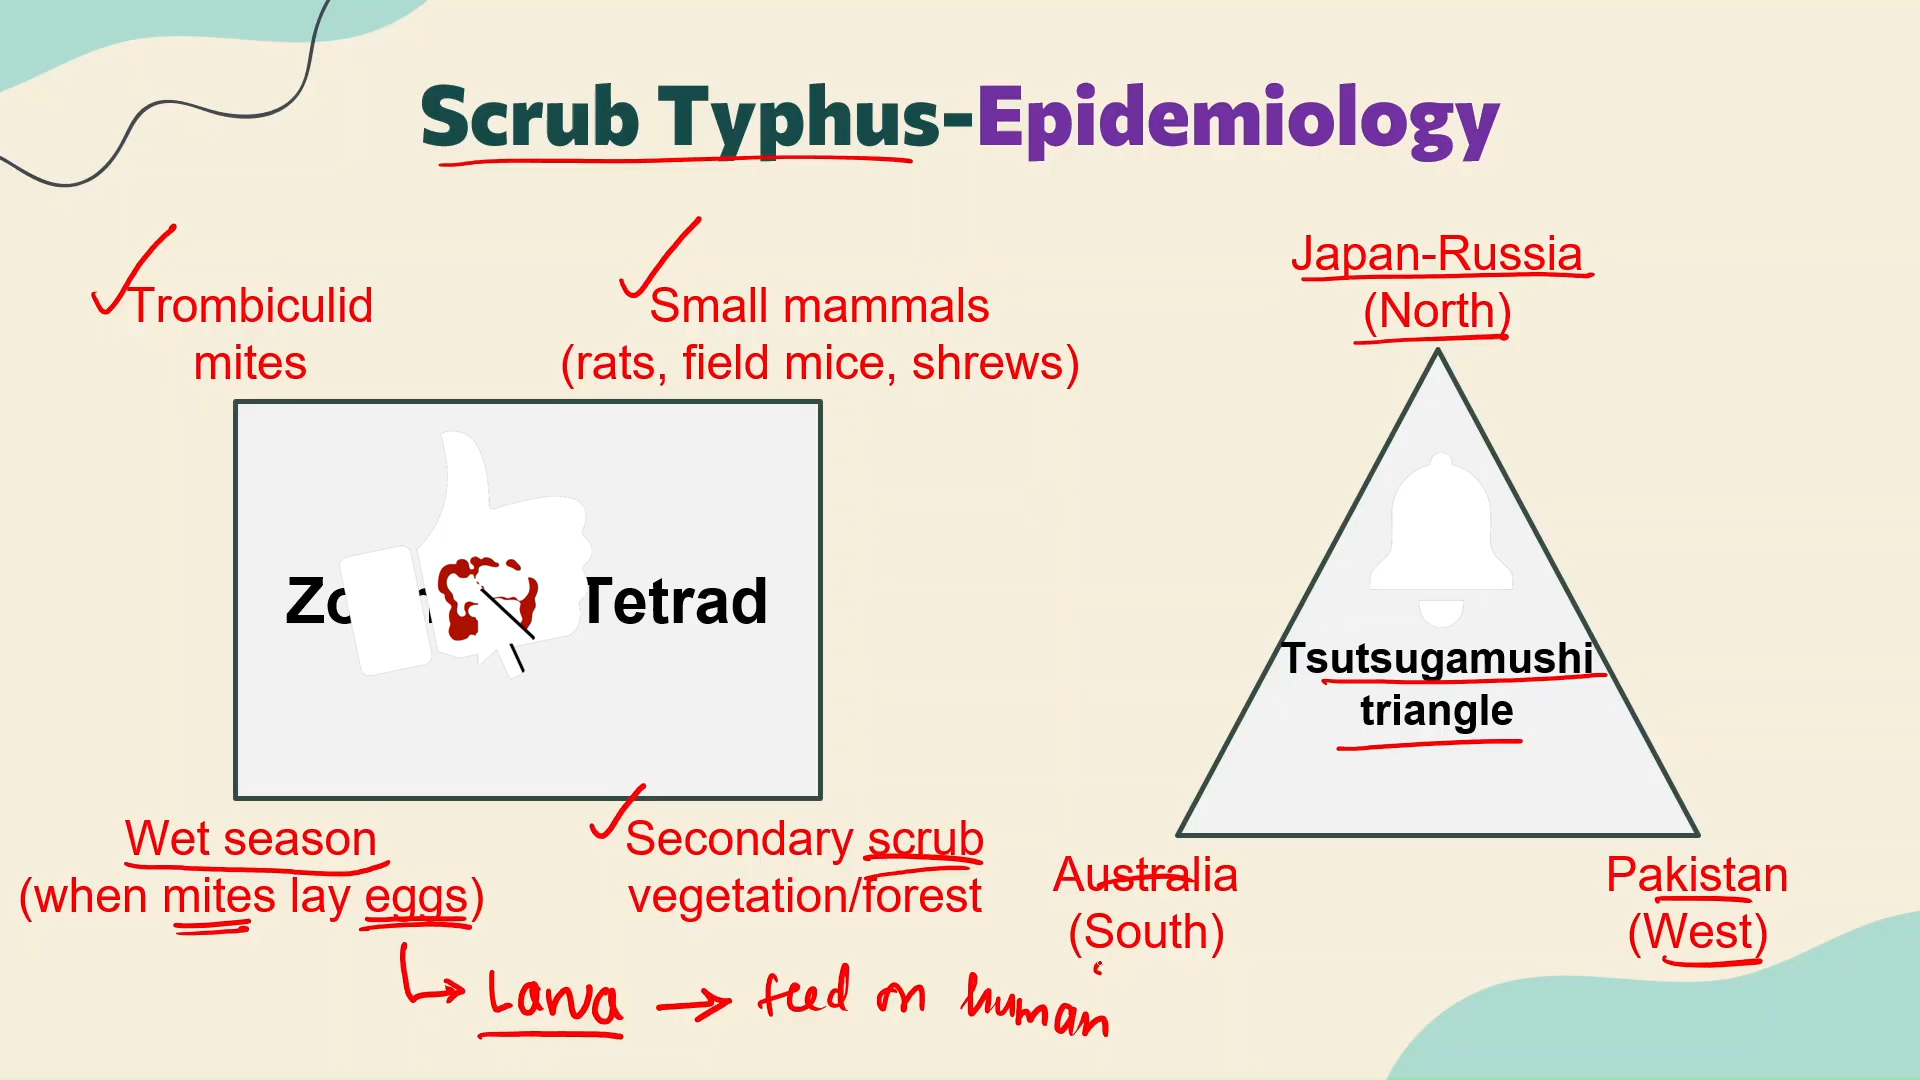 Scrub Typhus-Epidemiology
Trombiculid
mites
Small mammals
(rats, field mice, shrews)
Japan-Russia
(North)
Tetrad
Tsutsugamushi
triangle
Wet season
(when mites lay eggs)
Secondary scrub
vegetation/forest
Australia
(South)
Pakistan
(West)
Larva → feed on human